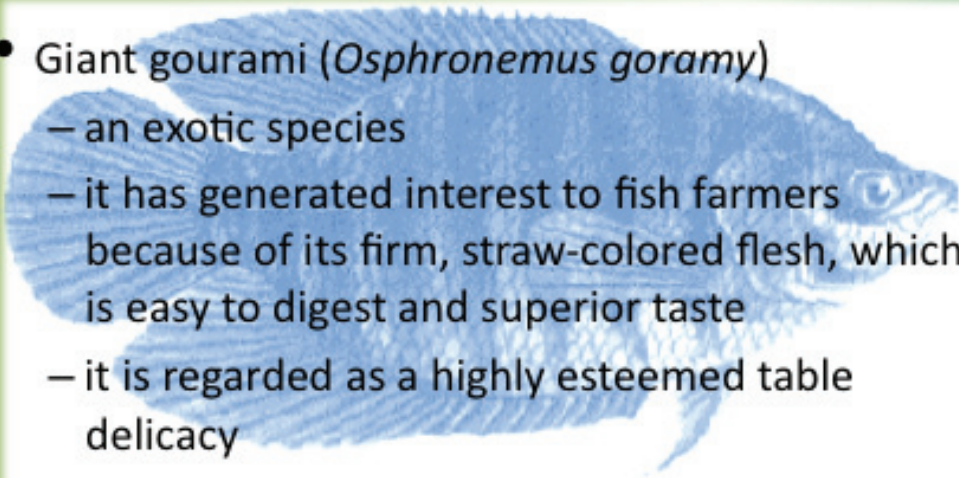 • Giant gourami (Osphronemus goramy)
– an exotic species
– it has generated interest to fish farmers
because of its firm, straw-colored flesh, which
is easy to digest and superior taste
– it is regarded as a highly esteemed table
delicacy